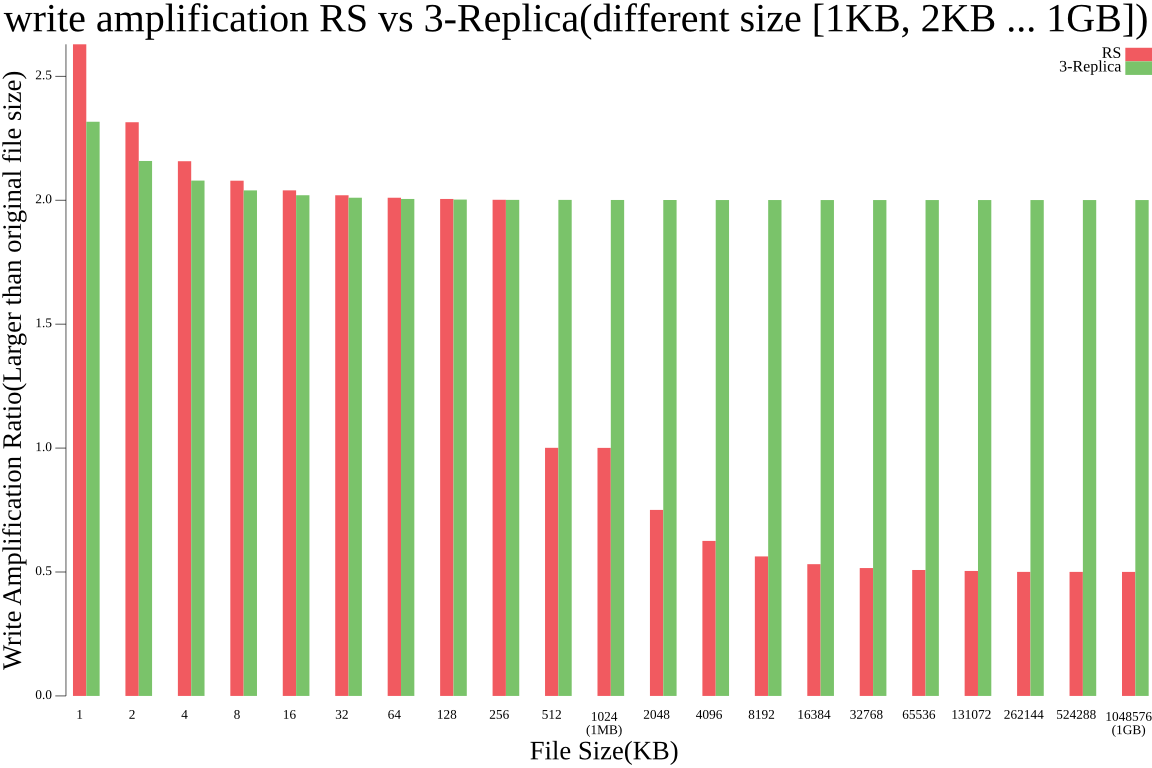 write amplification RS vs 3-Replica(different size [1KB, 2KB ... 1GB])
RS
3-Replica
Write Amplification Ratio(Larger than original file size)
2.5
2.0
1.5
1.0
0.5
0.0
1 2 4 8 16 32 64 128 256 512 1024 2048 4096 8192 16384 32768 65536 131072 262144 524288 1048576
(1MB) (1GB)
File Size(KB)